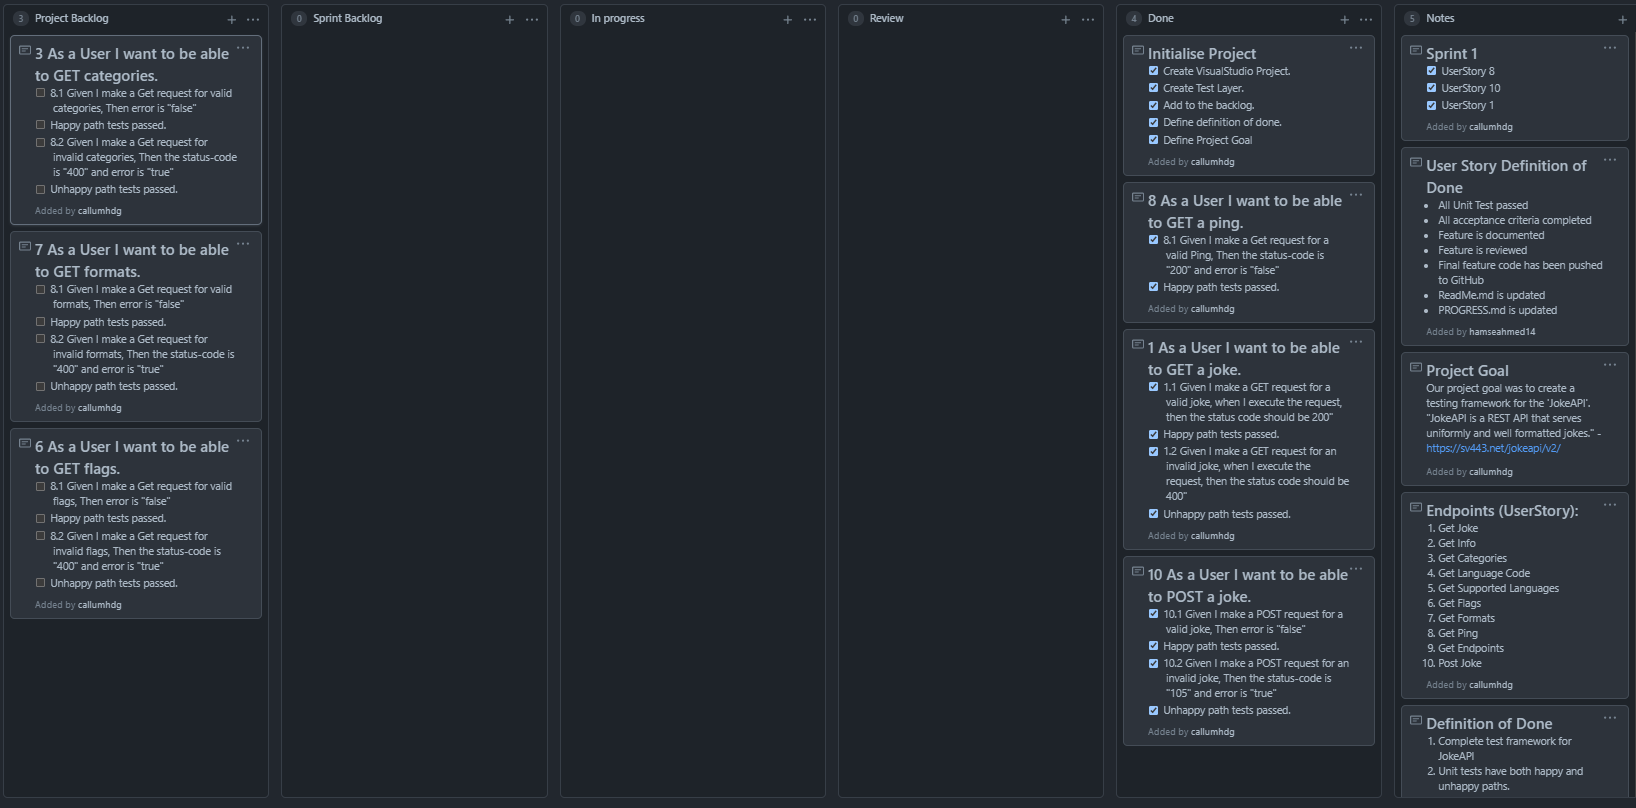 3 Project Backlog
3 As a User I want to be able
to GET categories.
8.1 Given I make a Get request for valid
categories, Then error is "false"
Happy path tests passed.
8.2 Given I make a Get request for
invalid categories, Then the status-code
is "400" and error is "true"
Unhappy path tests passed.
Added by callumhdg
7 As a User I want to be able
to GET formats.
8.1 Given I make a Get request for valid
formats, Then error is "false"
Happy path tests passed.
8.2 Given I make a Get request for
invalid formats, Then the status-code is
"400" and error is "true"
Unhappy path tests passed.
Added by callumhdg
6 As a User I want to be able
to GET flags.
8.1 Given I make a Get request for valid
flags, Then error is "false"
Happy path tests passed.
8.2 Given I make a Get request for
invalid flags, Then the status-code is
"400" and error is "true"
Unhappy path tests passed.
Added by callumhdg
0 Sprint Backlog
0 In progress
0 Review
4 Done
Initialise Project
Create VisualStudio Project.
Create Test Layer.
Add to the backlog.
Define definition of done.
Define Project Goal
Added by callumhdg
8 As a User I want to be able
to GET a ping.
8.1 Given I make a Get request for a
valid Ping, Then the status-code is
"200" and error is "false"
Happy path tests passed.
Added by callumhdg
1 As a User I want to be able
to GET a joke.
1.1 Given I make a GET request for a
valid joke, when I execute the request,
then the status code should be 200"
Happy path tests passed.
1.2 Given I make a GET request for an
invalid joke, when I execute the
request, then the status code should be
400"
Unhappy path tests passed.
Added by callumhdg
10 As a User I want to be able
to POST a joke.
10.1 Given I make a POST request for a
valid joke, Then error is "false"
Happy path tests passed.
10.2 Given I make a POST request for an
invalid joke, Then the status-code is
"105" and error is "true"
Unhappy path tests passed.
Added by callumhdg
5 Notes
Sprint 1
UserStory 8
UserStory 10
UserStory 1
Added by callumhdg
User Story Definition of
Done
• All Unit Test passed
• All acceptance criteria completed
• Feature is documented
• Feature is reviewed
• Final feature code has been pushed
to GitHub
• ReadMe.md is updated
• PROGRESS.md is updated
Added by hamseahmed14
Project Goal
Our project goal was to create a
testing framework for the 'JokeAPI'.
"JokeAPI is a REST API that serves
uniformly and well formatted jokes." -
https://sv443.net/jokeapi/v2/
Added by callumhdg
Endpoints (UserStory):
1. Get Joke
2. Get Info
3. Get Categories
4. Get Language Code
5. Get Supported Languages
6. Get Flags
7. Get Formats
8. Get Ping
9. Get Endpoints
10. Post Joke
Added by callumhdg
Definition of Done
1. Complete test framework for
JokeAPI
2. Unit tests have both happy and
unhappy paths.